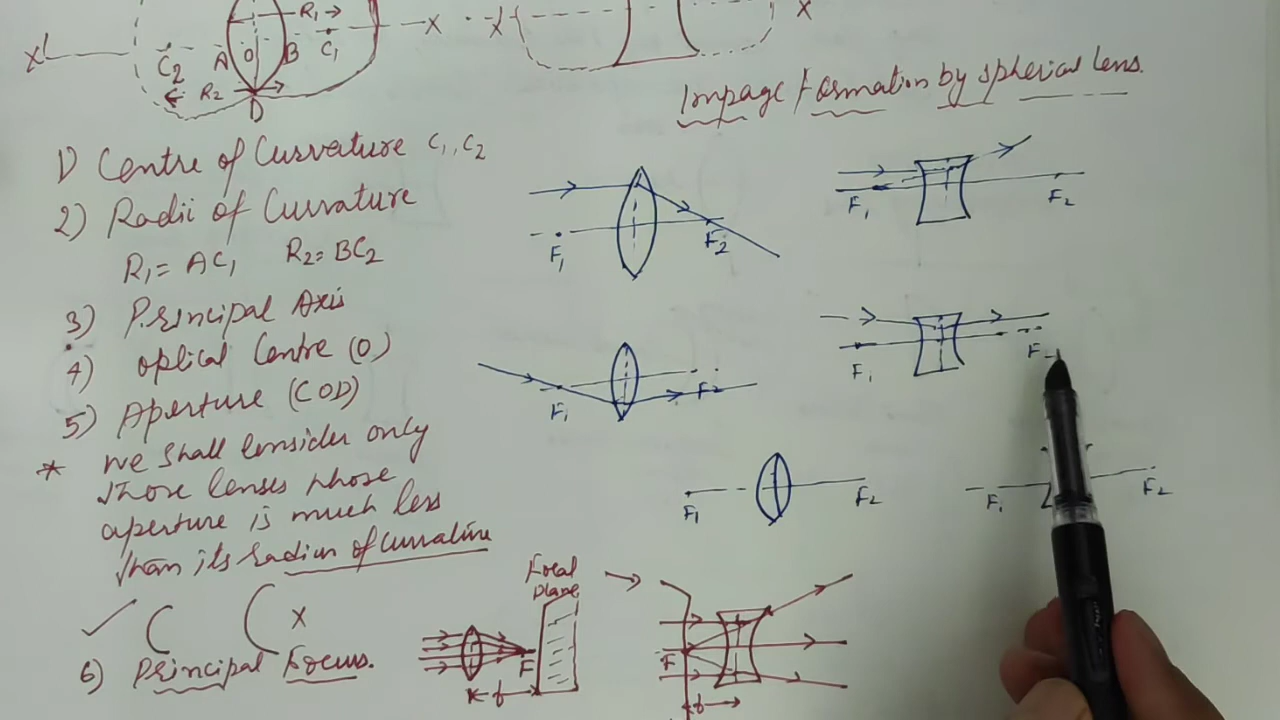 R₁ →
X'
C₂
A
O
B
C₁
X
X'
X
R₂ →
D
Impage Formation by spherical lens.
1) Centre of Curvature C₁, C₂
2) Radii of Curvature
R₁ = AC₁ R₂ = BC₂
3) Principal Axis
4) optical Centre (O)
5) Aperture (COD)
* we shall Consider only
those lenses whose
aperture is much less
than its radius of curvature
✓ ( ( X
6) Principal Focus.
F₁ F₂
F₁ F₂
F₁ F₂
F₁ F
F₁ F₂
F₁ F₂
Focal
plane
F
f
F
f